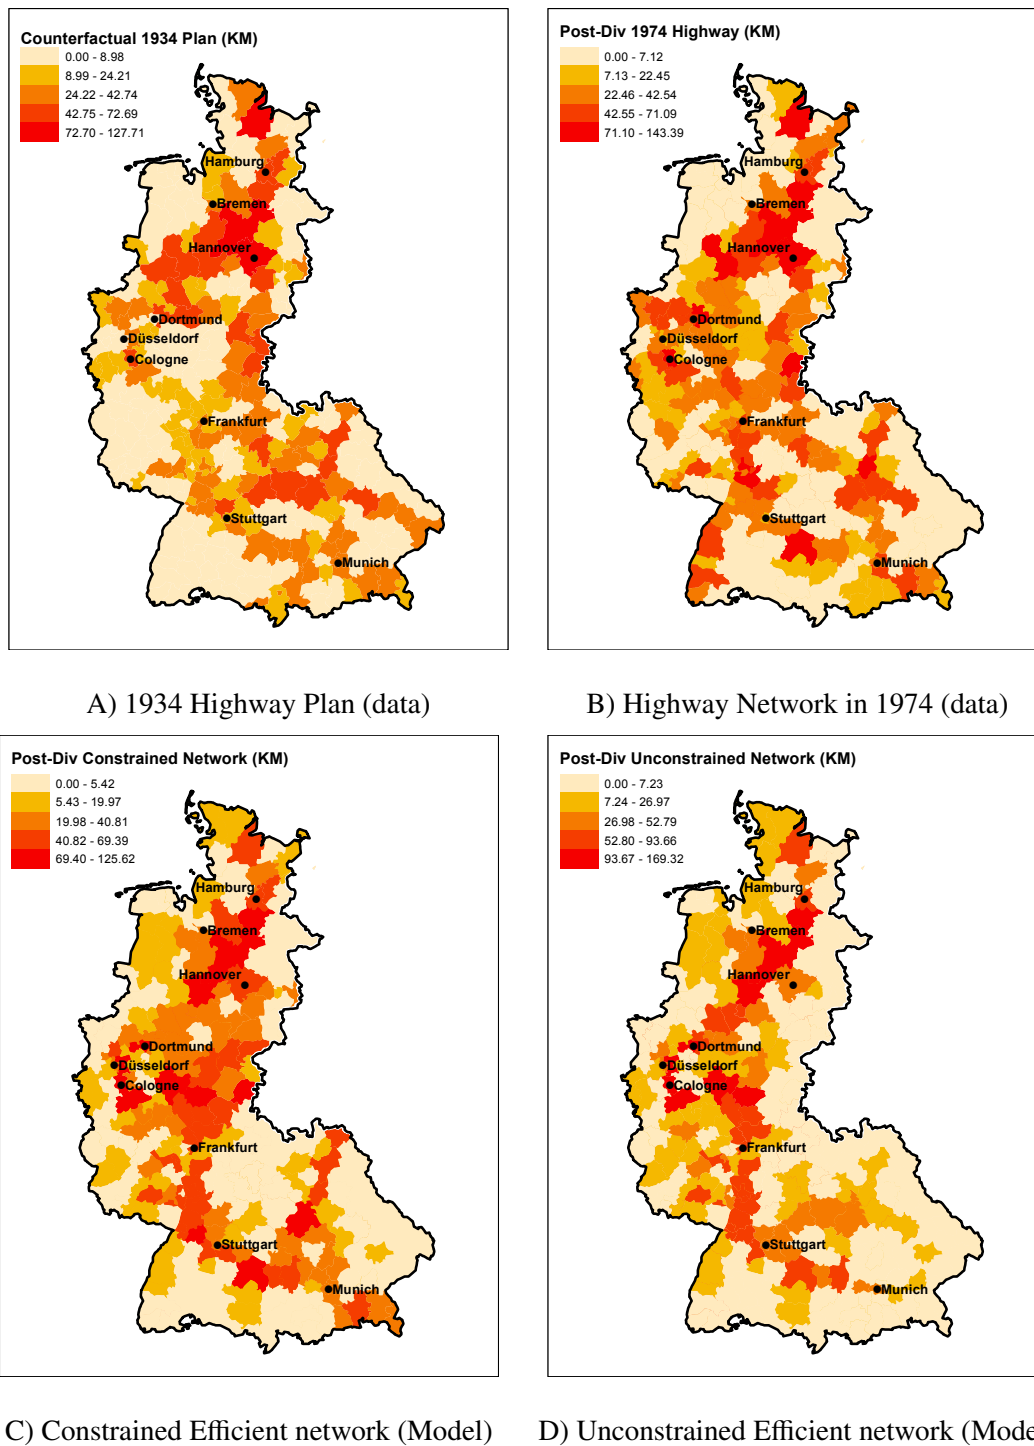 Counterfactual 1934 Plan (KM)
0.00 - 8.98
8.99 - 24.21
24.22 - 42.74
42.75 - 72.69
72.70 - 127.71
Hamburg
Bremen
Hannover
Dortmund
Düsseldorf
Cologne
Frankfurt
Stuttgart
Munich
Post-Div 1974 Highway (KM)
0.00 - 7.12
7.13 - 22.45
22.46 - 42.54
42.55 - 71.09
71.10 - 143.39
Hamburg
Bremen
Hannover
Dortmund
Düsseldorf
Cologne
Frankfurt
Stuttgart
Munich
A) 1934 Highway Plan (data)
B) Highway Network in 1974 (data)
Post-Div Constrained Network (KM)
0.00 - 5.42
5.43 - 19.97
19.98 - 40.81
40.82 - 69.39
69.40 - 125.62
Hamburg
Bremen
Hannover
Dortmund
Düsseldorf
Cologne
Frankfurt
Stuttgart
Munich
Post-Div Unconstrained Network (KM)
0.00 - 7.23
7.24 - 26.97
26.98 - 52.79
52.80 - 93.66
93.67 - 169.32
Hamburg
Bremen
Hannover
Dortmund
Düsseldorf
Cologne
Frankfurt
Stuttgart
Munich
C) Constrained Efficient network (Model)
D) Unconstrained Efficient network (Mode